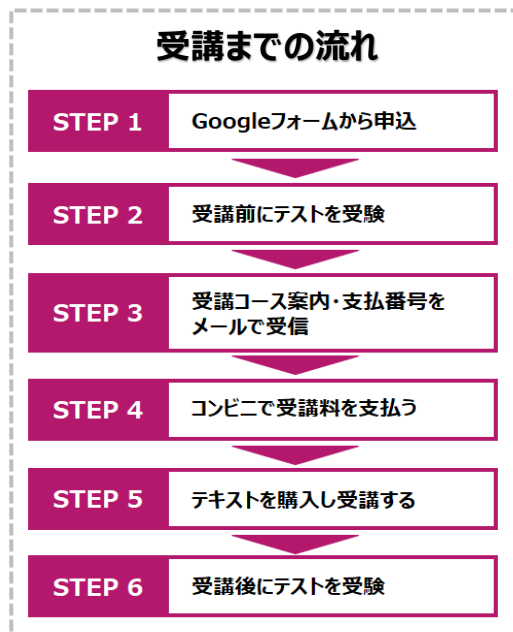 受講までの流れ
STEP 1
Googleフォームから申込
STEP 2
受講前にテストを受験
STEP 3
受講コース案内・支払番号を
メールで受信
STEP 4
コンビニで受講料を支払う
STEP 5
テキストを購入し受講する
STEP 6
受講後にテストを受験